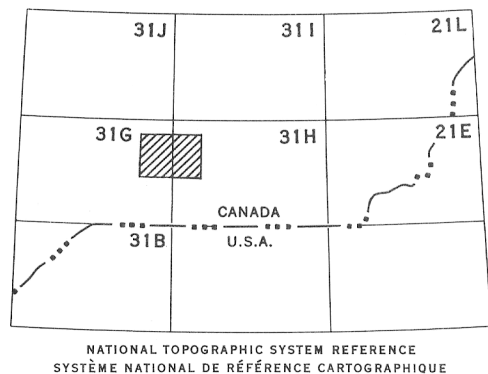 31J
31I
21L
31G
31H
21E
CANADA
31B
U.S.A.
NATIONAL TOPOGRAPHIC SYSTEM REFERENCE
SYSTÈME NATIONAL DE RÉFÉRENCE CARTOGRAPHIQUE